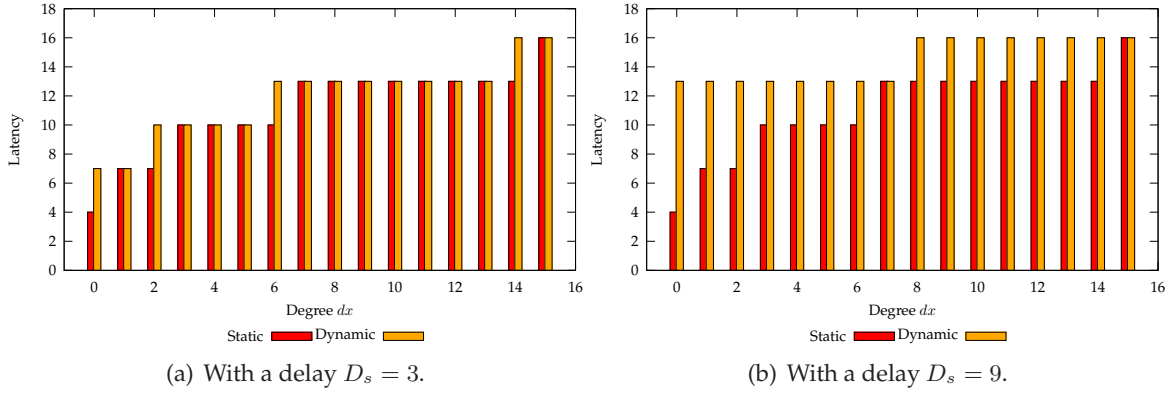 18
16
14
12
10
8
6
4
2
0
Latency
0 2 4 6 8 10 12 14 16
Degree dx
Static Dynamic
(a) With a delay Dₛ = 3.
18
16
14
12
10
8
6
4
2
0
Latency
0 2 4 6 8 10 12 14 16
Degree dx
Static Dynamic
(b) With a delay Dₛ = 9.